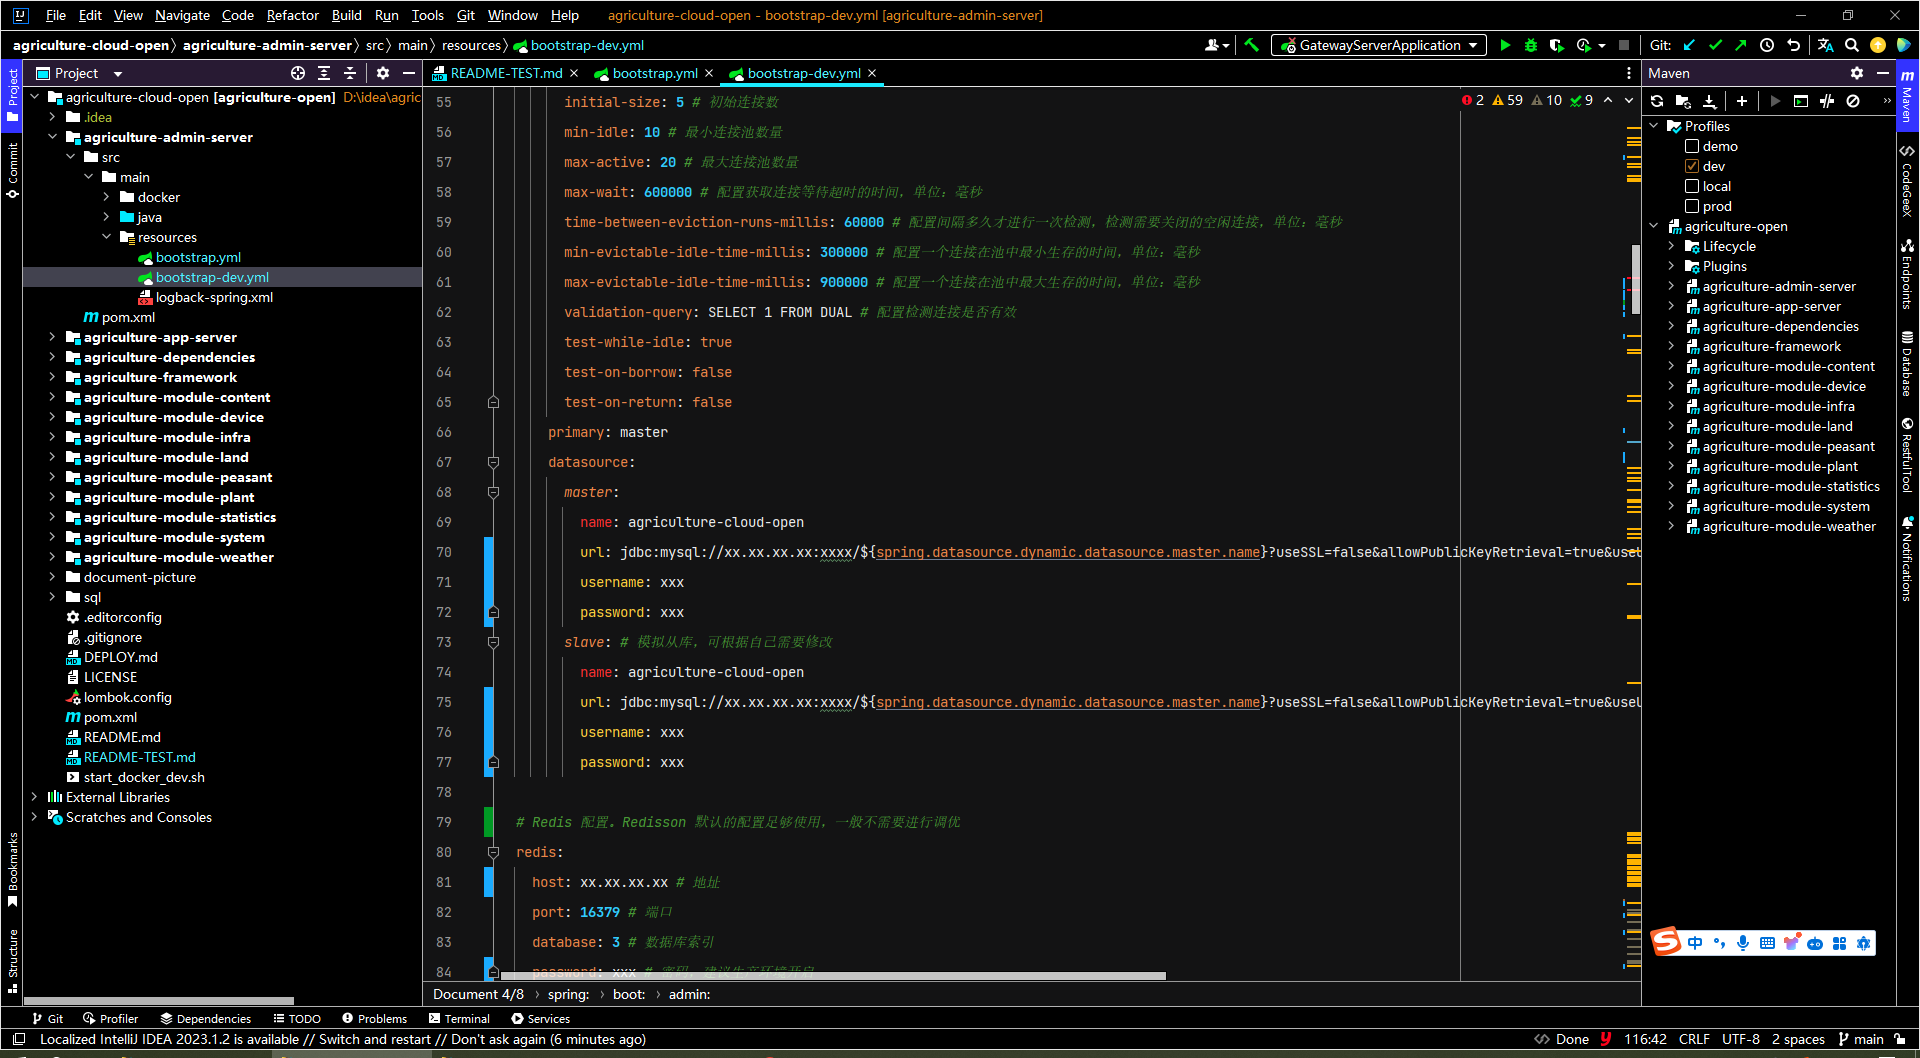 File Edit View Navigate Code Refactor Build Run Tools Git Window Help agriculture-cloud-open - bootstrap-dev.yml [agriculture-admin-server]
agriculture-cloud-open agriculture-admin-server src main resources bootstrap-dev.yml
GatewayServerApplication
Git:
Project
agriculture-cloud-open [agriculture-open] D:\idea\agric
.idea
agriculture-admin-server
src
main
docker
java
resources
bootstrap.yml
bootstrap-dev.yml
logback-spring.xml
pom.xml
agriculture-app-server
agriculture-dependencies
agriculture-framework
agriculture-module-content
agriculture-module-device
agriculture-module-infra
agriculture-module-land
agriculture-module-peasant
agriculture-module-plant
agriculture-module-statistics
agriculture-module-system
agriculture-module-weather
document-picture
sql
.editorconfig
.gitignore
DEPLOY.md
LICENSE
lombok.config
pom.xml
README.md
README-TEST.md
start_docker_dev.sh
External Libraries
Scratches and Consoles
Project
Commit
Bookmarks
Structure
README-TEST.md bootstrap.yml bootstrap-dev.yml
2 59 10 9
55 initial-size: 5 # 初始连接数
56 min-idle: 10 # 最小连接池数量
57 max-active: 20 # 最大连接池数量
58 max-wait: 600000 # 配置获取连接等待超时的时间，单位：毫秒
59 time-between-eviction-runs-millis: 60000 # 配置间隔多久才进行一次检测，检测需要关闭的空闲连接，单位：毫秒
60 min-evictable-idle-time-millis: 300000 # 配置一个连接在池中最小生存的时间，单位：毫秒
61 max-evictable-idle-time-millis: 900000 # 配置一个连接在池中最大生存的时间，单位：毫秒
62 validation-query: SELECT 1 FROM DUAL # 配置检测连接是否有效
63 test-while-idle: true
64 test-on-borrow: false
65 test-on-return: false
66 primary: master
67 datasource:
68 master:
69 name: agriculture-cloud-open
70 url: jdbc:mysql://xx.xx.xx.xx:xxxx/${spring.datasource.dynamic.datasource.master.name}?useSSL=false&allowPublicKeyRetrieval=true&useU
71 username: xxx
72 password: xxx
73 slave: # 模拟从库，可根据自己需要修改
74 name: agriculture-cloud-open
75 url: jdbc:mysql://xx.xx.xx.xx:xxxx/${spring.datasource.dynamic.datasource.master.name}?useSSL=false&allowPublicKeyRetrieval=true&useU
76 username: xxx
77 password: xxx
78
79 # Redis 配置。Redisson 默认的配置足够使用，一般不需要进行调优
80 redis:
81 host: xx.xx.xx.xx # 地址
82 port: 16379 # 端口
83 database: 3 # 数据库索引
84 password: xxx # 密码，建议生产环境开启
Document 4/8 spring: boot: admin:
Maven
Profiles
demo
dev
local
prod
agriculture-open
Lifecycle
Plugins
agriculture-admin-server
agriculture-app-server
agriculture-dependencies
agriculture-framework
agriculture-module-content
agriculture-module-device
agriculture-module-infra
agriculture-module-land
agriculture-module-peasant
agriculture-module-plant
agriculture-module-statistics
agriculture-module-system
agriculture-module-weather
Maven
CodeGeeX
Endpoints
Database
RestfulTool
Notifications
中
Git Profiler Dependencies TODO Problems Terminal Services
Localized IntelliJ IDEA 2023.1.2 is available // Switch and restart // Don't ask again (6 minutes ago) Done 116:42 CRLF UTF-8 2 spaces main